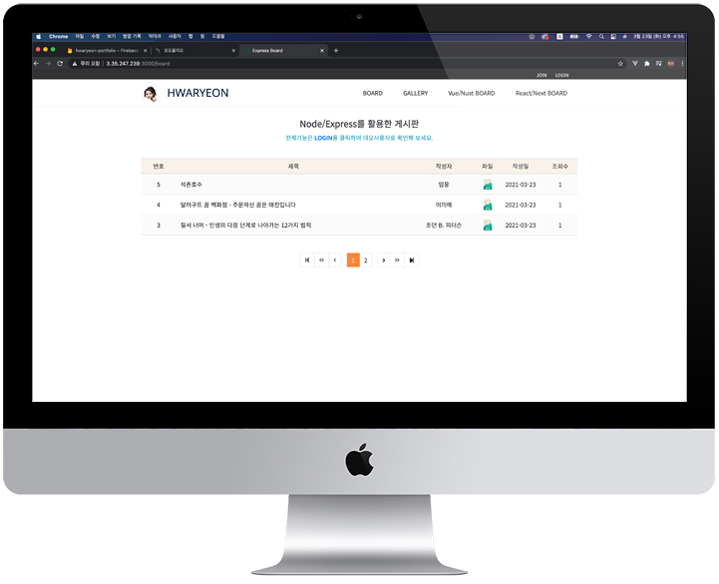 Chrome 파일 수정 보기 방문 기록 북마크 사용자 탭 창 도움말
3월 23일 (화) 오후 4:55
hwaryeon-portfolio – Firebase
포트폴리오
Express Board
주의 요함 | 3.35.247.239:3000/board
JOIN LOGIN
HWARYEON
BOARD GALLERY Vue/Nuxt BOARD React/Next BOARD
Node/Express를 활용한 게시판
전체기능은 LOGIN을 클릭하여 데모사용자로 확인해 보세요.
번호 제목 작성자 파일 작성일 조회수
5 석촌호수 엄웅 2021-03-23 1
4 달러구트 꿈 백화점 - 주문하신 꿈은 매진입니다 이미예 2021-03-23 1
3 질서 너머 - 인생의 다음 단계로 나아가는 12가지 법칙 조던 B. 피터슨 2021-03-23 1
1 2